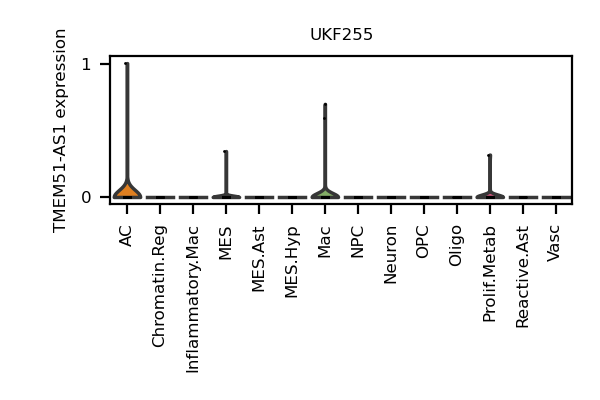 UKF255
TMEM51-AS1 expression
1
0
AC
Chromatin.Reg
Inflammatory.Mac
MES
MES.Ast
MES.Hyp
Mac
NPC
Neuron
OPC
Oligo
Prolif.Metab
Reactive.Ast
Vasc